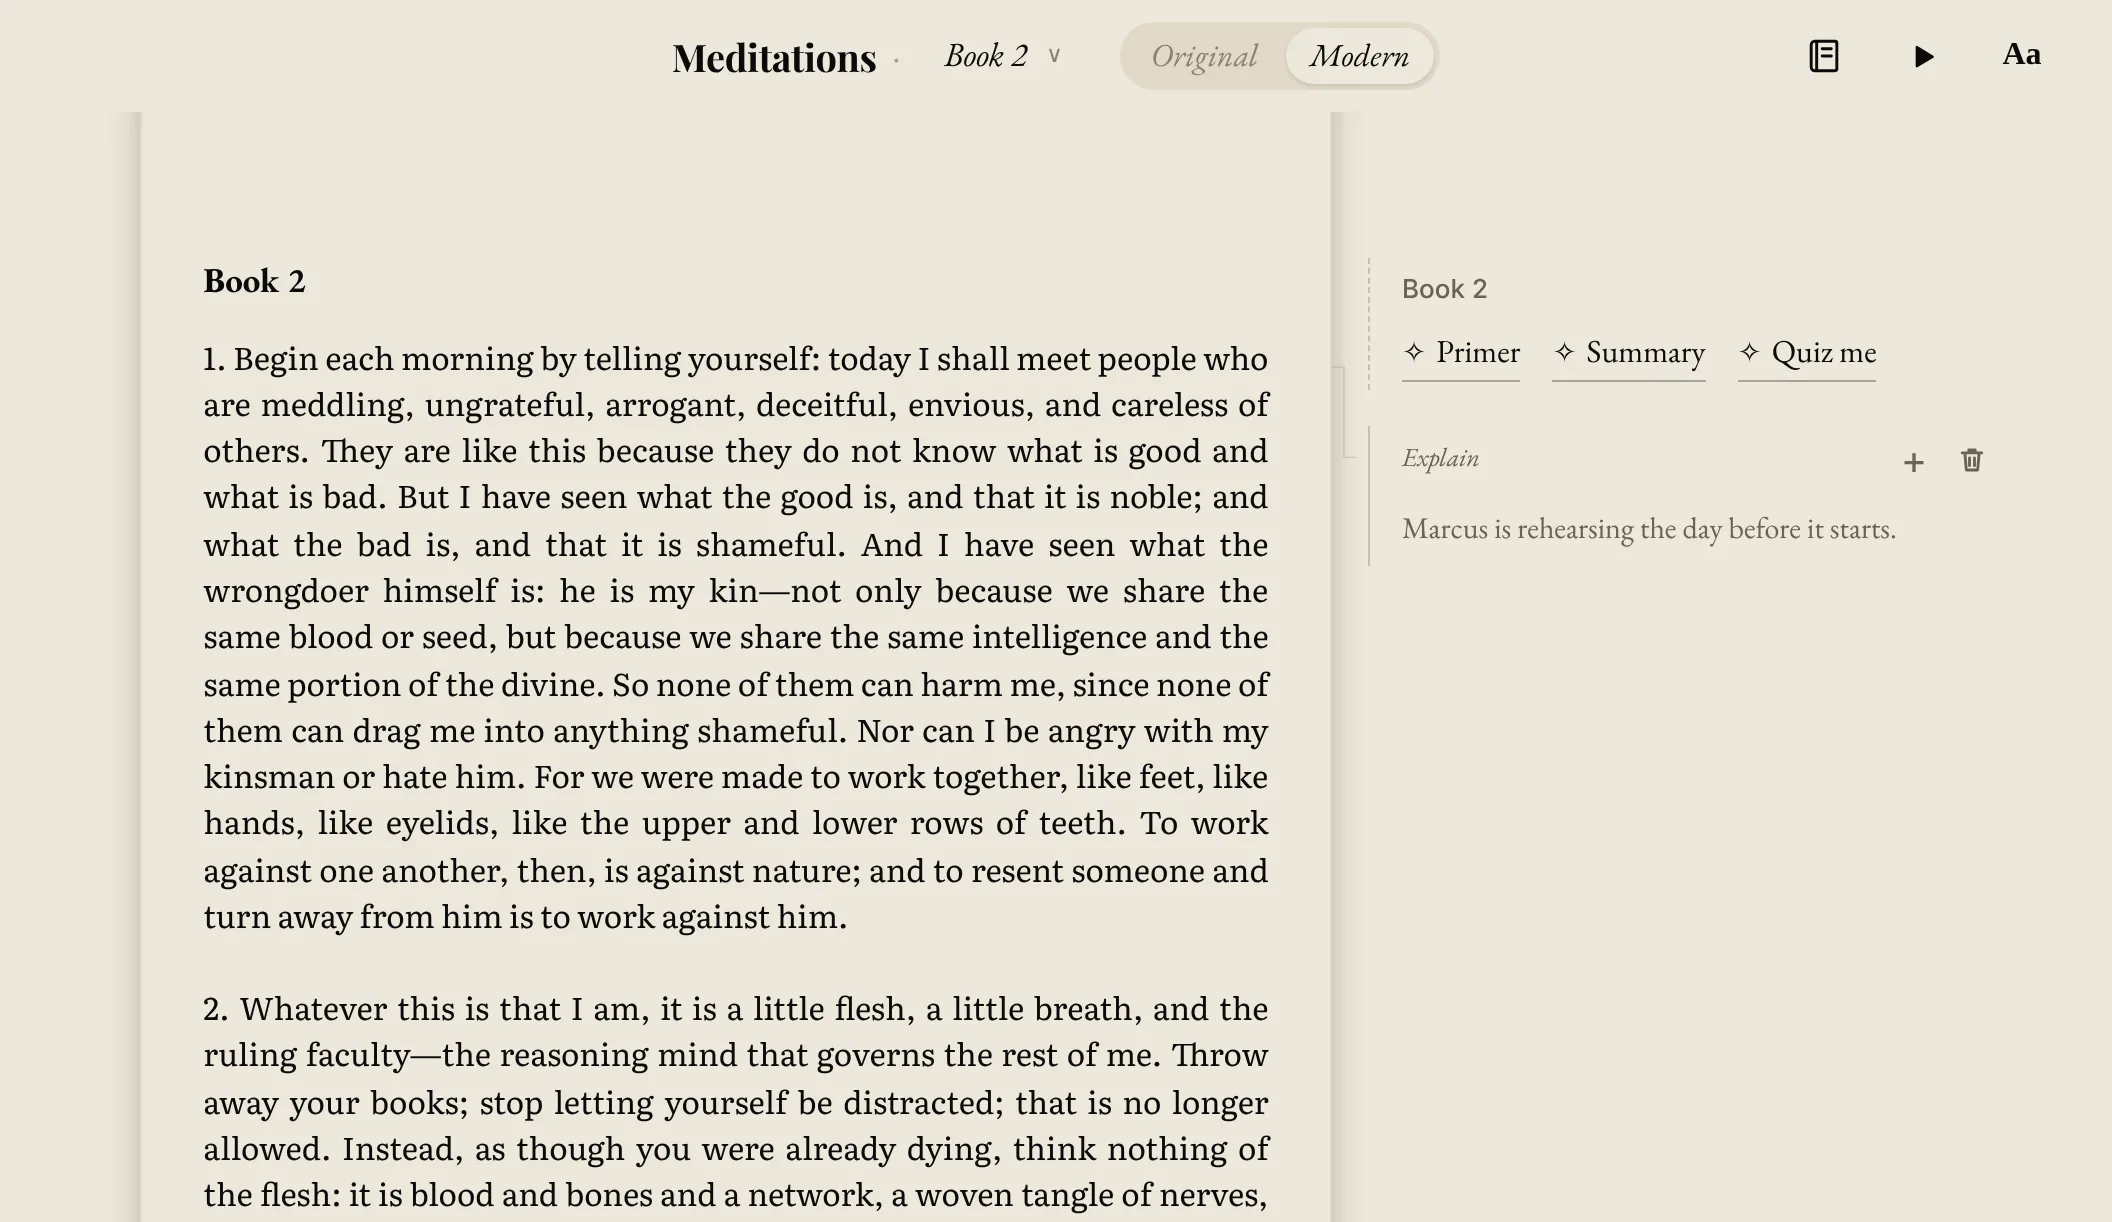 Meditations · Book 2 ∨ Original Modern Aa
Book 2
1. Begin each morning by telling yourself: today I shall meet people who
are meddling, ungrateful, arrogant, deceitful, envious, and careless of
others. They are like this because they do not know what is good and
what is bad. But I have seen what the good is, and that it is noble; and
what the bad is, and that it is shameful. And I have seen what the
wrongdoer himself is: he is my kin—not only because we share the
same blood or seed, but because we share the same intelligence and the
same portion of the divine. So none of them can harm me, since none of
them can drag me into anything shameful. Nor can I be angry with my
kinsman or hate him. For we were made to work together, like feet, like
hands, like eyelids, like the upper and lower rows of teeth. To work
against one another, then, is against nature; and to resent someone and
turn away from him is to work against him.
2. Whatever this is that I am, it is a little flesh, a little breath, and the
ruling faculty—the reasoning mind that governs the rest of me. Throw
away your books; stop letting yourself be distracted; that is no longer
allowed. Instead, as though you were already dying, think nothing of
the flesh: it is blood and bones and a network, a woven tangle of nerves,
Book 2
✧ Primer ✧ Summary ✧ Quiz me
Explain
Marcus is rehearsing the day before it starts.